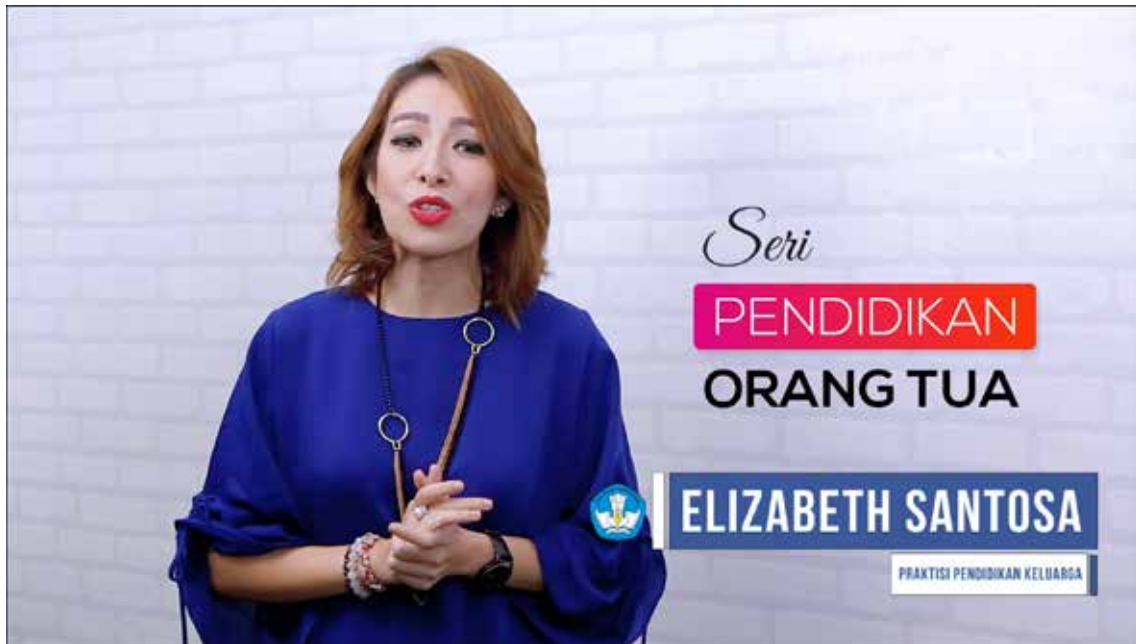 Seri
PENDIDIKAN
ORANG TUA
ELIZABETH SANTOSA
PRAKTISI PENDIDIKAN KELUARGA